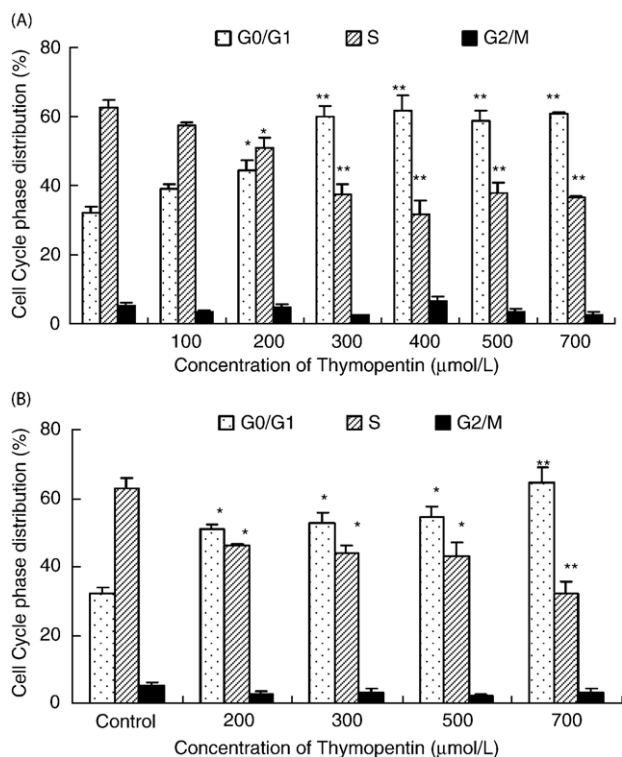 (A)
G0/G1 S G2/M
Cell Cycle phase distribution (%)
80
60
40
20
0
* *
** **
** **
** **
** **
100 200 300 400 500 700
Concentration of Thymopentin (μmol/L)
(B)
G0/G1 S G2/M
Cell Cycle phase distribution (%)
80
60
40
20
0
* *
* *
* *
** **
Control 200 300 500 700
Concentration of Thymopentin (μmol/L)